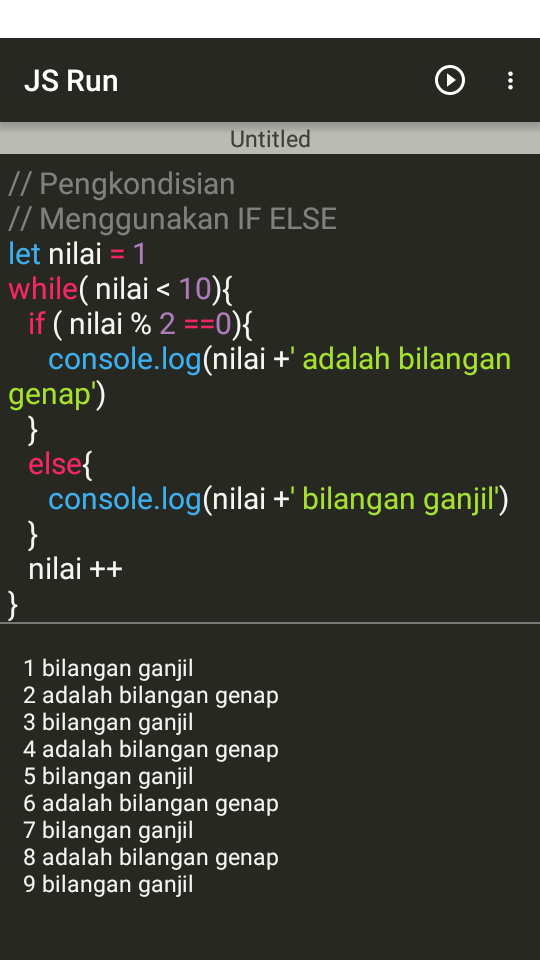 JS Run
Untitled
// Pengkondisian
// Menggunakan IF ELSE
let nilai = 1
while( nilai < 10){
if ( nilai % 2 ==0){
console.log(nilai +' adalah bilangan
genap')
}
else{
console.log(nilai +' bilangan ganjil')
}
nilai ++
}
1 bilangan ganjil
2 adalah bilangan genap
3 bilangan ganjil
4 adalah bilangan genap
5 bilangan ganjil
6 adalah bilangan genap
7 bilangan ganjil
8 adalah bilangan genap
9 bilangan ganjil